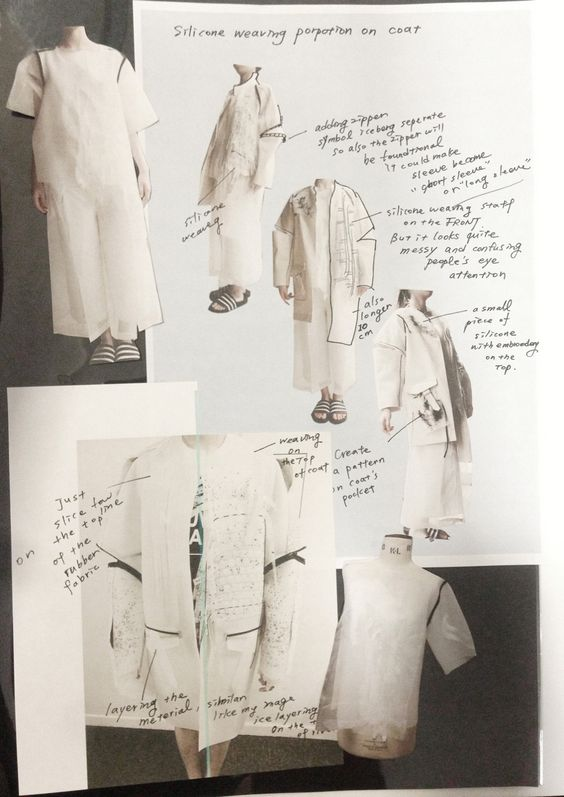 Silicone weaving porpotion on coat
adding zipper
symbol iceberg seperate
so also the zipper will
be foundtional
it could make
sleeve become
"short sleeve"
or "long sleeve"
silicone
weaving
silicone weaving staff
on the FRONT
But it looks quite
messy and confusing
people's eye
attention
also
longer
10
cm
a small
piece of
silicone
with embroedery
on the
Top.
Create
a pattern
on coat's
pocket
weaving
on
the Top
of coat
Just
slice
the top line
of the
rubber
fabric
on
layering the
meterial, similar
like my
ice layering
on the
of